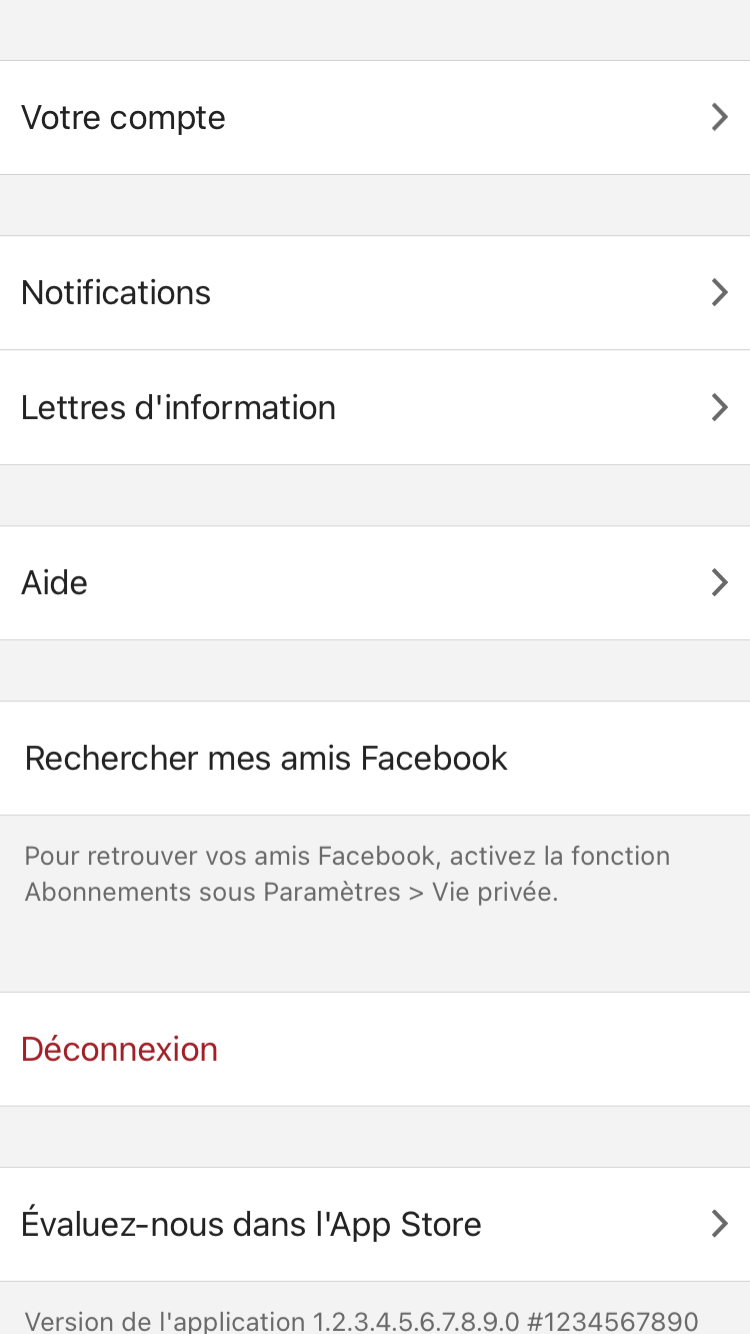 Votre compte
Notifications
Lettres d'information
Aide
Rechercher mes amis Facebook
Pour retrouver vos amis Facebook, activez la fonction
Abonnements sous Paramètres > Vie privée.
Déconnexion
Évaluez-nous dans l'App Store
Version de l'application 1.2.3.4.5.6.7.8.9.0 #1234567890